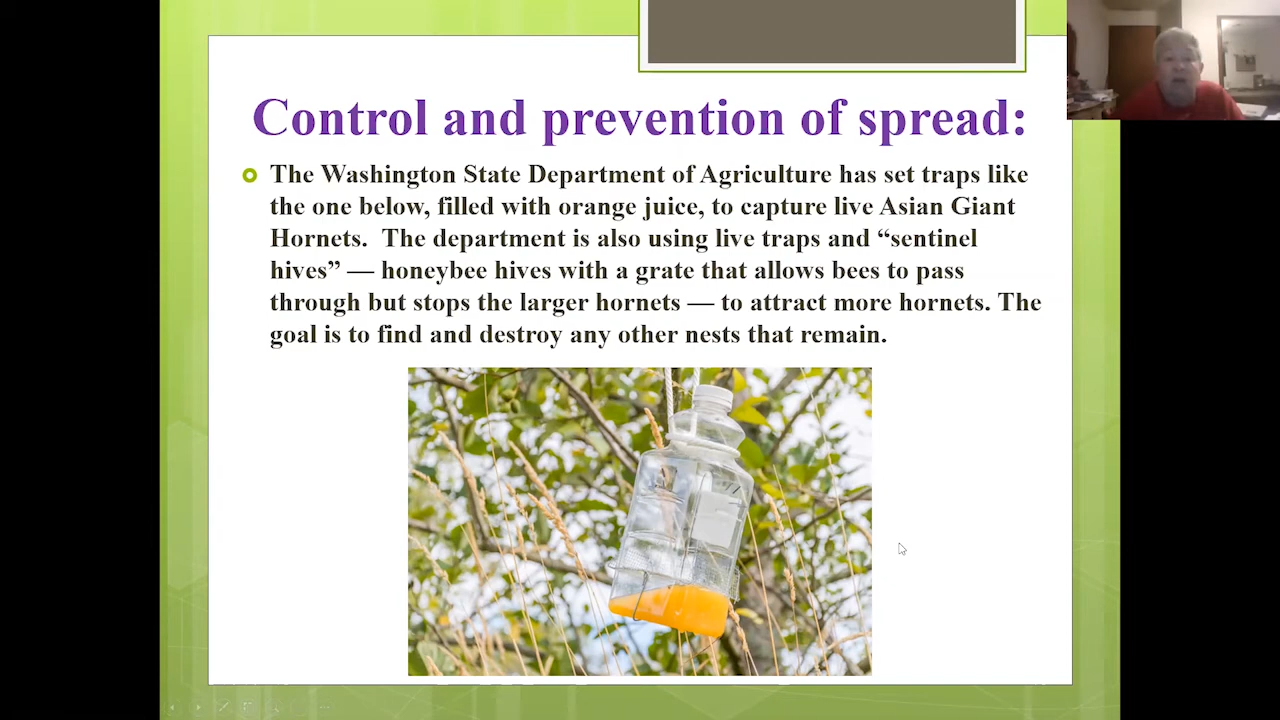 Control and prevention of spread:
The Washington State Department of Agriculture has set traps like
the one below, filled with orange juice, to capture live Asian Giant
Hornets.  The department is also using live traps and “sentinel
hives” — honeybee hives with a grate that allows bees to pass
through but stops the larger hornets — to attract more hornets. The
goal is to find and destroy any other nests that remain.